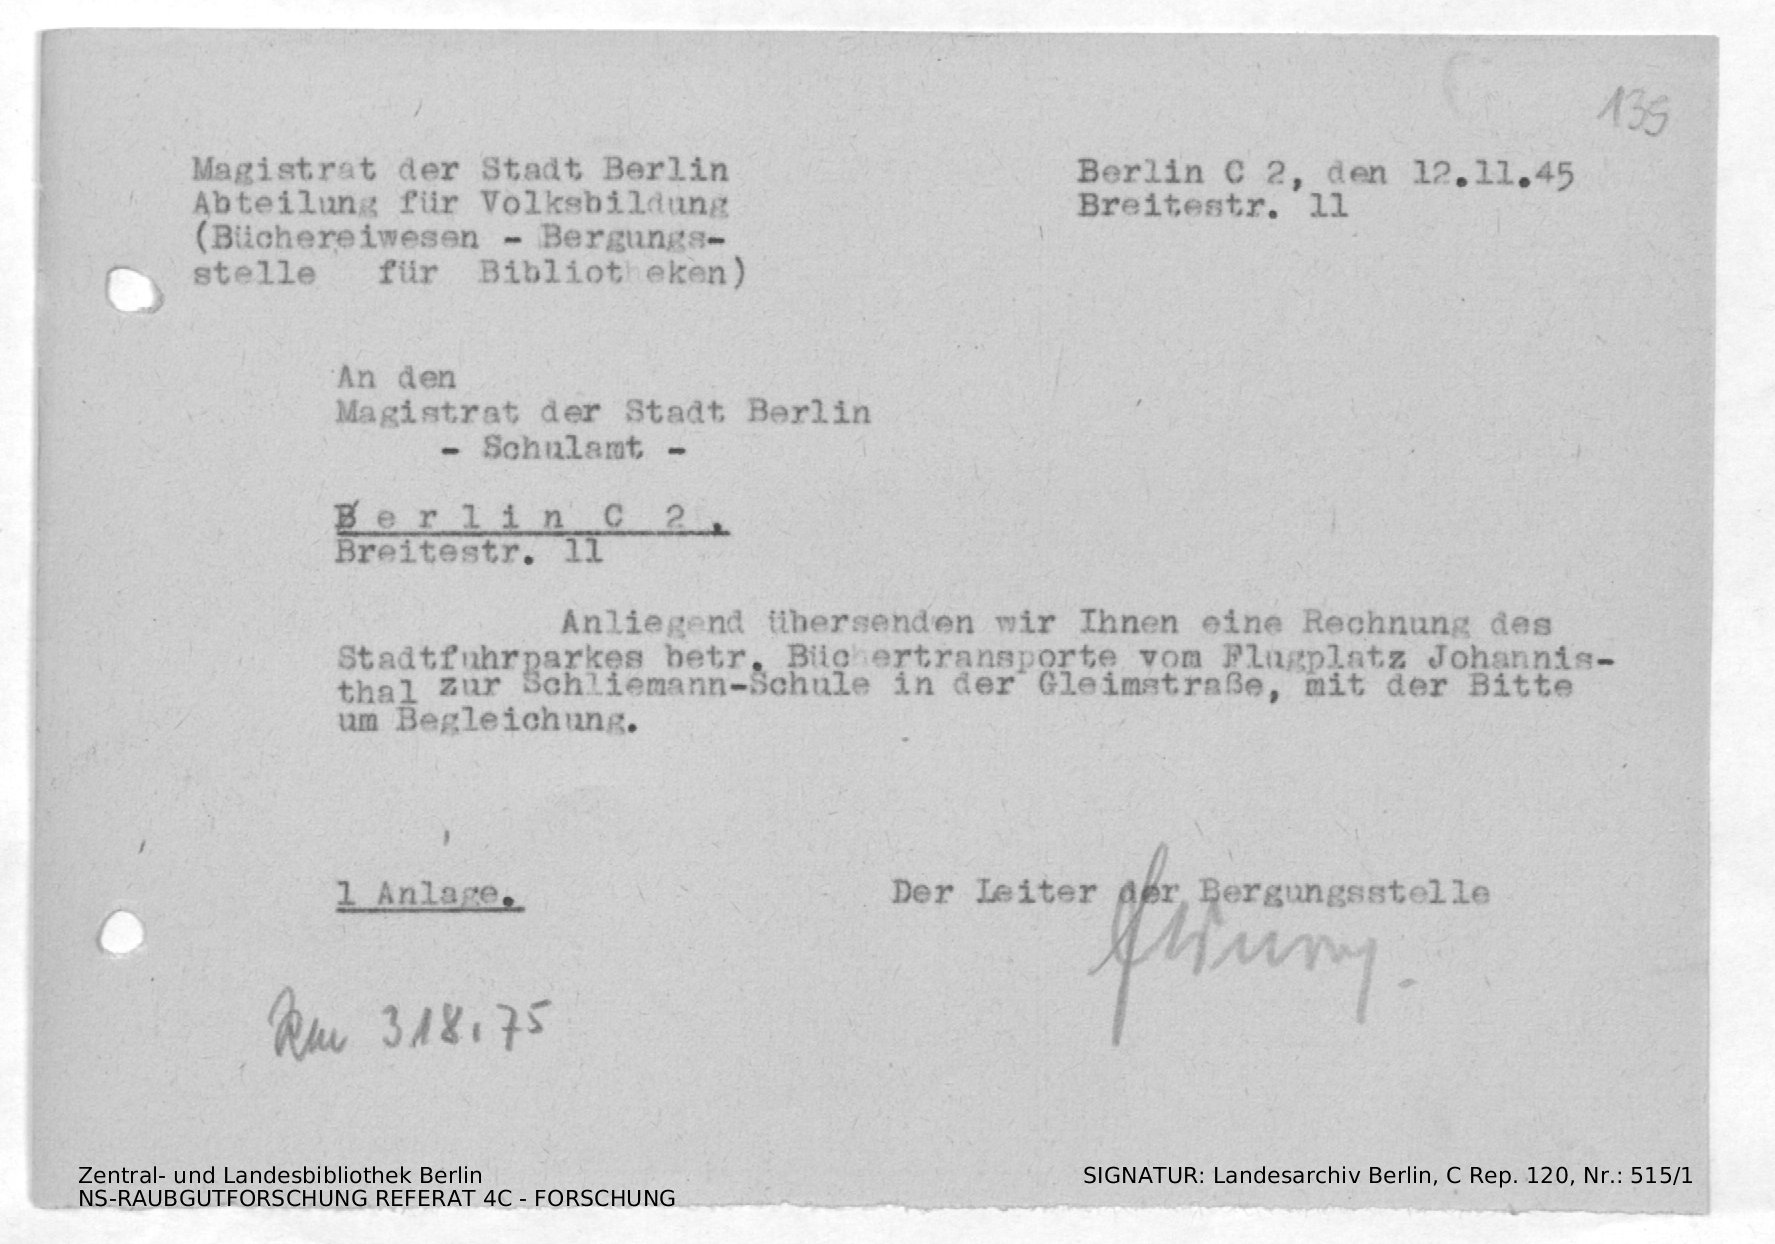 139
Magistrat der Stadt Berlin
Abteilung für Volksbildung
(Büchereiwesen - Bergungs-
stelle für Bibliotheken)
Berlin C 2, den 12.11.45
Breitestr. 11
An den
Magistrat der Stadt Berlin
- Schulamt -
B e r l i n C 2 .
Breitestr. 11
Anliegend übersenden wir Ihnen eine Rechnung des
Stadtfuhrparkes betr. Büchertransporte vom Flugplatz Johannis-
thal zur Schliemann-Schule in der Gleimstraße, mit der Bitte
um Begleichung.
1 Anlage.
Der Leiter der Bergungsstelle
318.75
Zentral- und Landesbibliothek Berlin
NS-RAUBGUTFORSCHUNG REFERAT 4C - FORSCHUNG
SIGNATUR: Landesarchiv Berlin, C Rep. 120, Nr.: 515/1